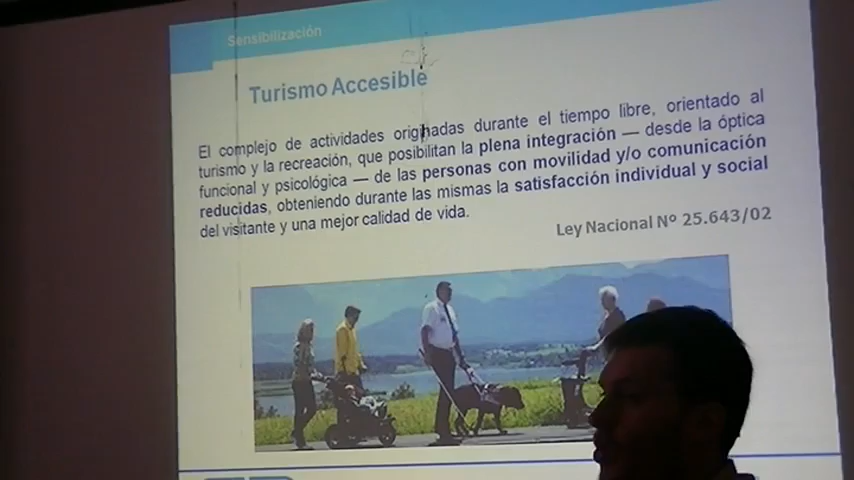 Sensibilización
Turismo Accesible
El complejo de actividades originadas durante el tiempo libre, orientado al
turismo y la recreación, que posibilitan la plena integración — desde la óptica
funcional y psicológica — de las personas con movilidad y/o comunicación
reducidas, obteniendo durante las mismas la satisfacción individual y social
del visitante y una mejor calidad de vida.
Ley Nacional Nº 25.643/02